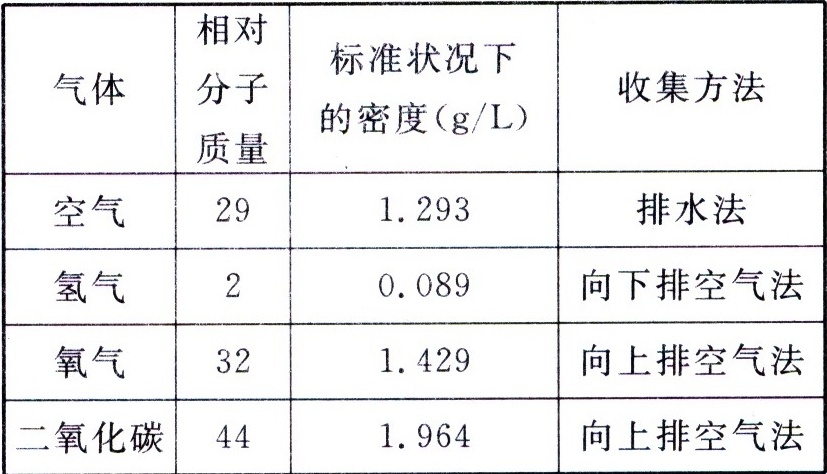 气体 相对分子质量 标准状况下的密度(g/L) 收集方法
空气 29 1.293 排水法
氢气 2 0.089 向下排空气法
氧气 32 1.429 向上排空气法
二氧化碳 44 1.964 向上排空气法